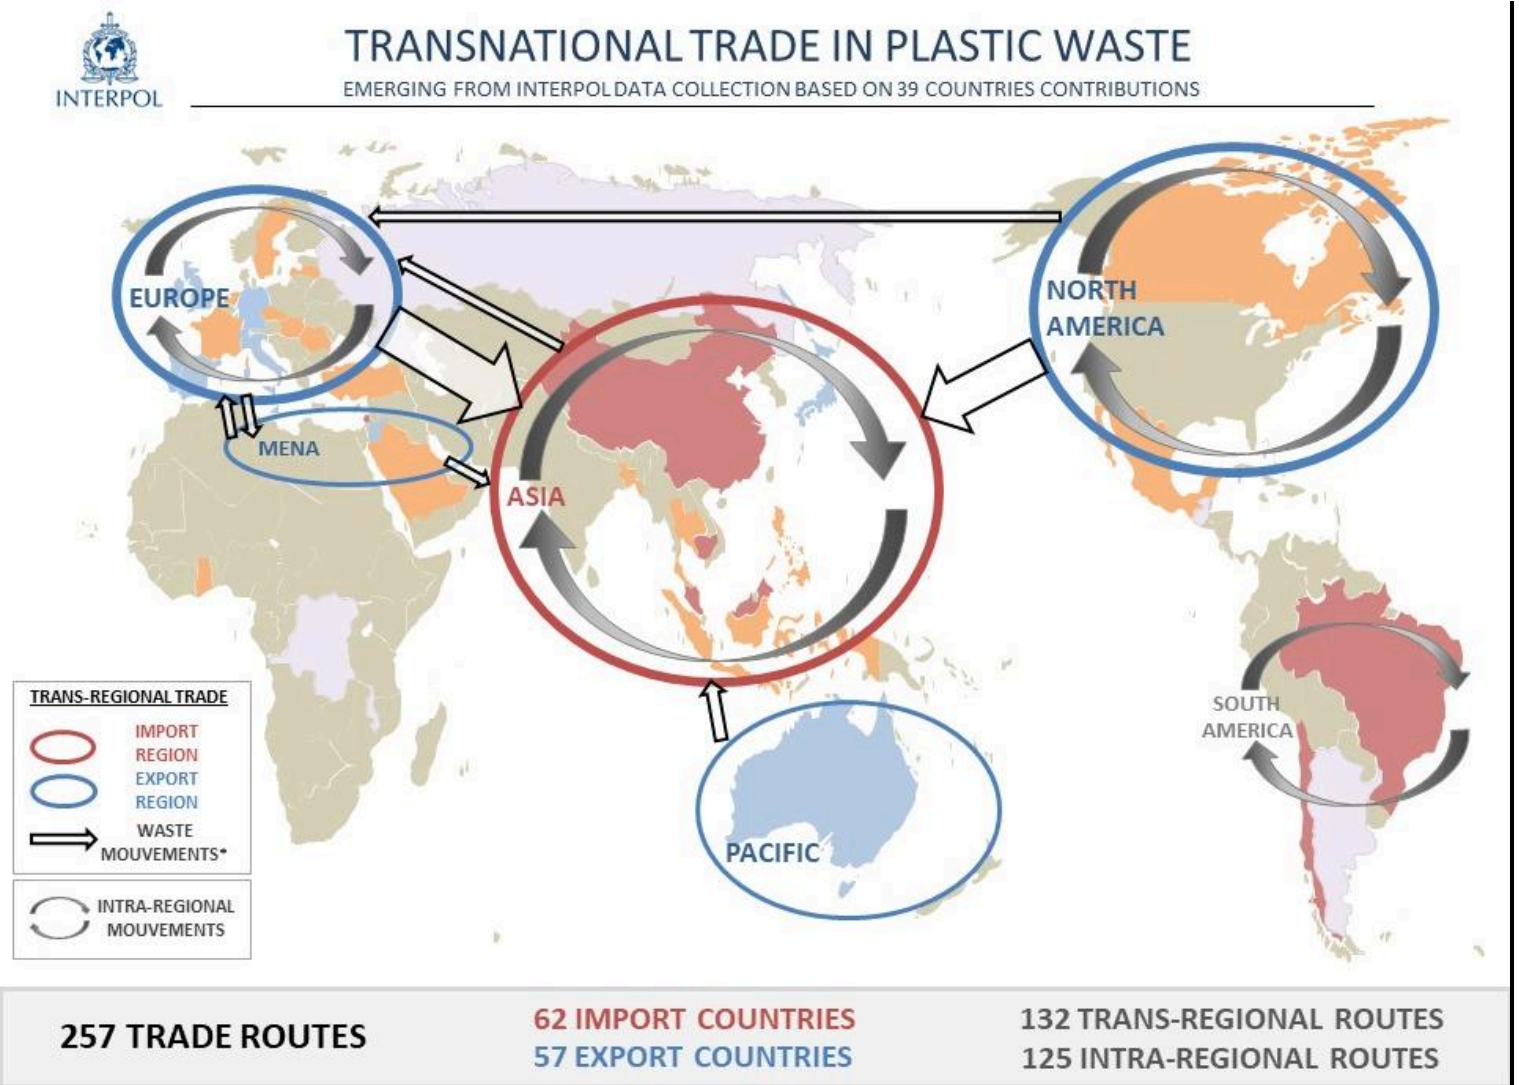 INTERPOL
TRANSNATIONAL TRADE IN PLASTIC WASTE
EMERGING FROM INTERPOL DATA COLLECTION BASED ON 39 COUNTRIES CONTRIBUTIONS
EUROPE
NORTH
AMERICA
MENA
ASIA
SOUTH
AMERICA
PACIFIC
TRANS-REGIONAL TRADE
IMPORT
REGION
EXPORT
REGION
WASTE
MOUVEMENTS*
INTRA-REGIONAL
MOUVEMENTS
257 TRADE ROUTES
62 IMPORT COUNTRIES
57 EXPORT COUNTRIES
132 TRANS-REGIONAL ROUTES
125 INTRA-REGIONAL ROUTES